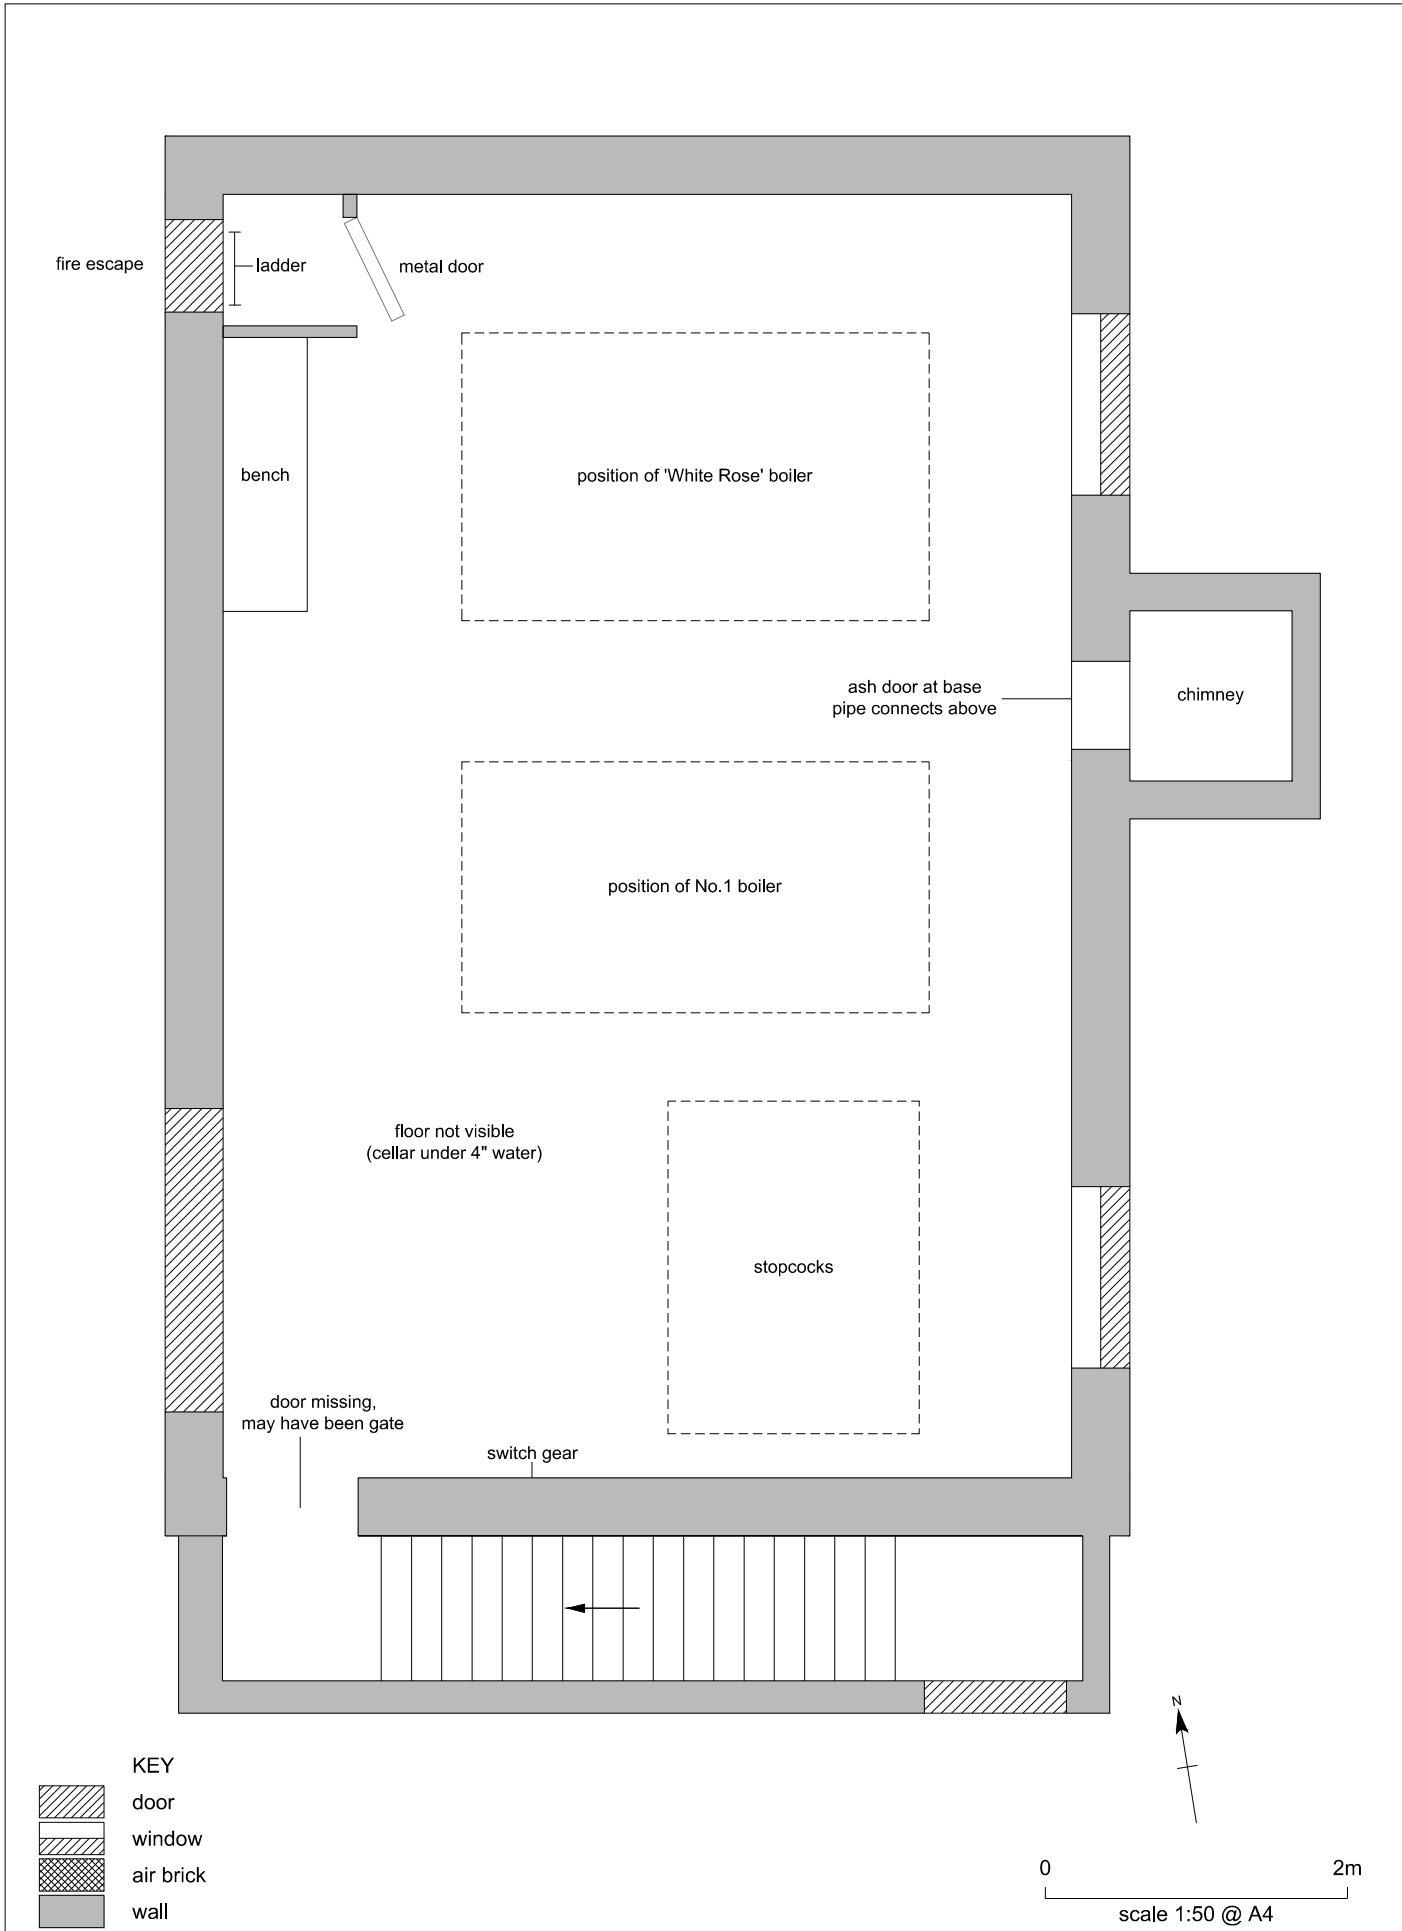 fire escape
ladder
metal door
bench
position of 'White Rose' boiler
ash door at base
pipe connects above
chimney
position of No.1 boiler
floor not visible
(cellar under 4" water)
stopcocks
door missing,
may have been gate
switch gear
N
KEY
door
window
air brick
wall
0 2m
scale 1:50 @ A4